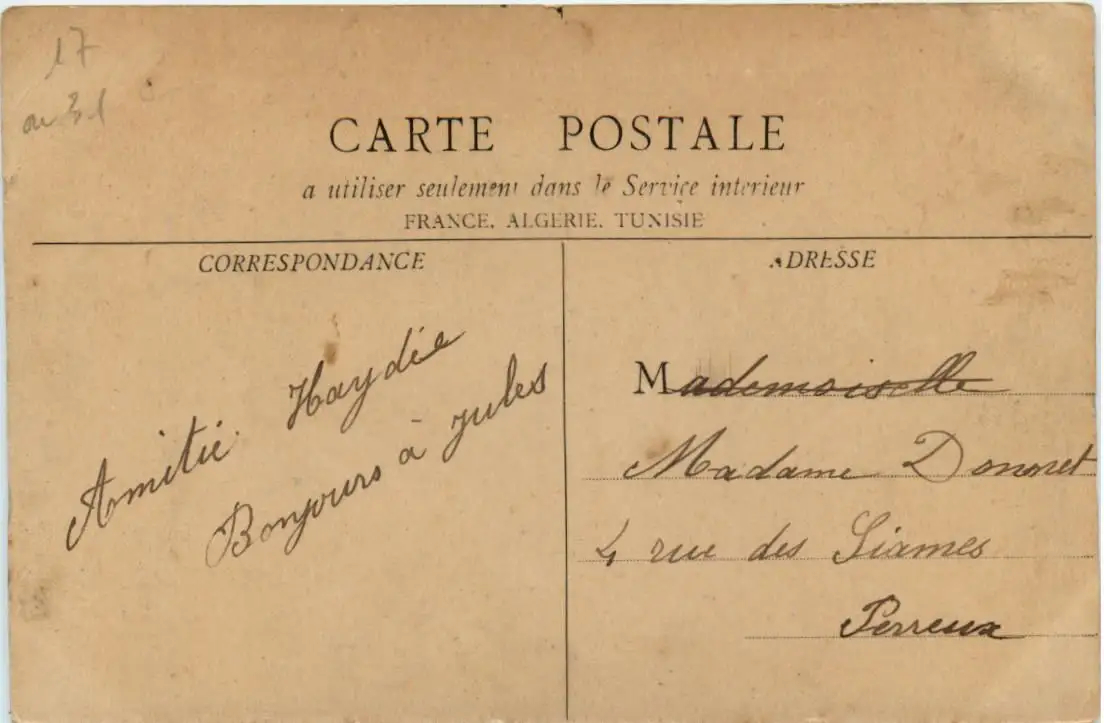 17
au 31
CARTE POSTALE
a utiliser seulement dans le Service interieur
FRANCE, ALGERIE, TUNISIE
CORRESPONDANCE
Amitié Haydée
Bonjours à Jules
ADRESSE
Mademoiselle
Madame Donnet
4 rue des Siames
Perreux